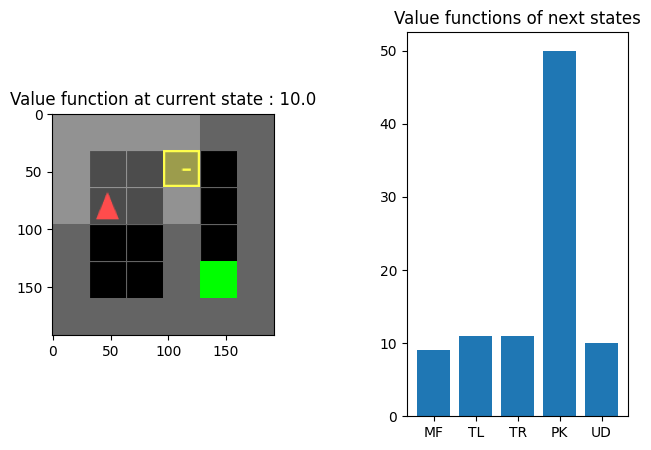 Value function at current state : 10.0
0
50
100
150
0
50
100
150
Value functions of next states
50
40
30
20
10
0
MF
TL
TR
PK
UD